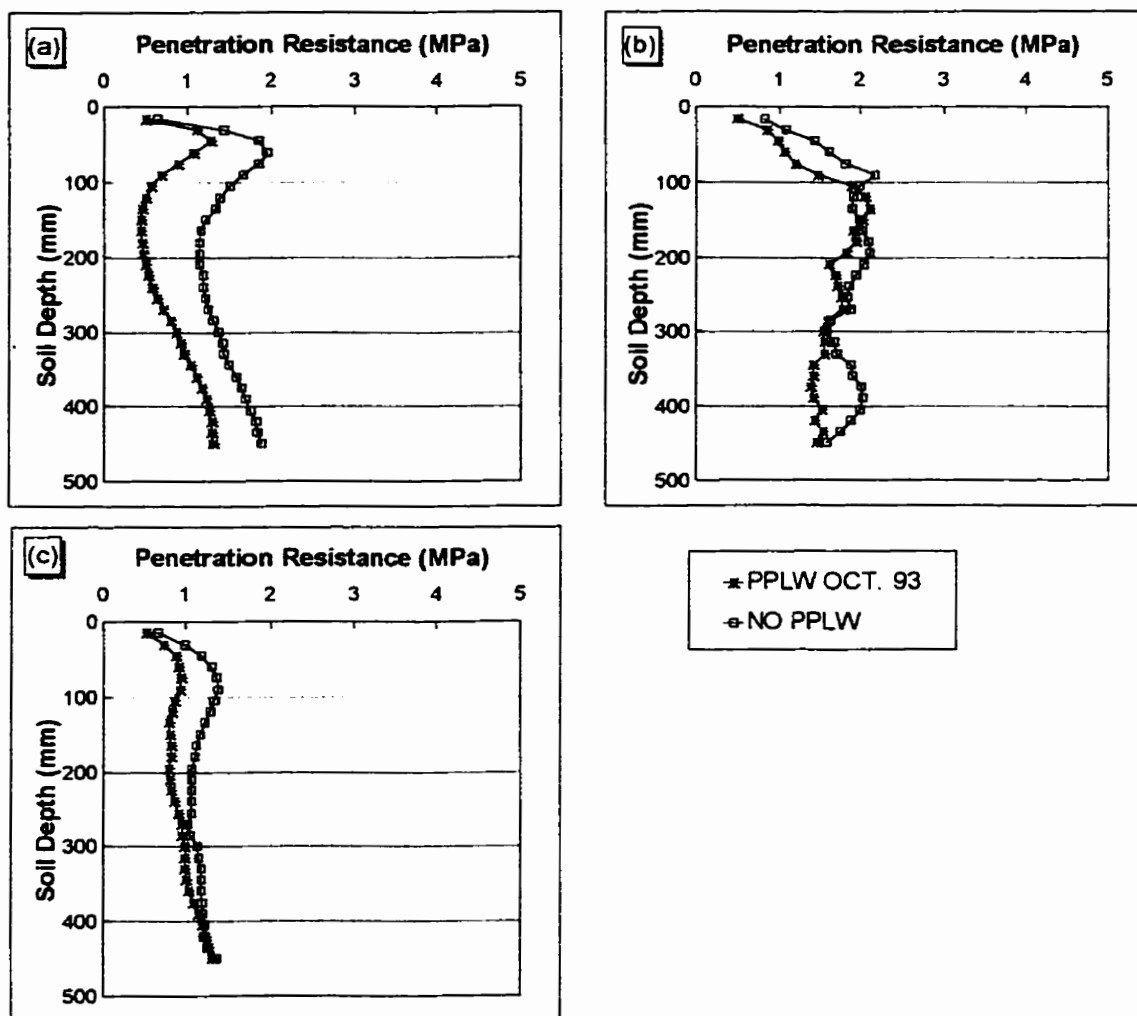 (a)
Penetration Resistance (MPa)
0 1 2 3 4 5
0
100
200
300
400
500
Soil Depth (mm)
(b)
Penetration Resistance (MPa)
0 1 2 3 4 5
0
100
200
300
400
500
Soil Depth (mm)
(c)
Penetration Resistance (MPa)
0 1 2 3 4 5
0
100
200
300
400
500
Soil Depth (mm)
PPLW OCT. 93
NO PPLW